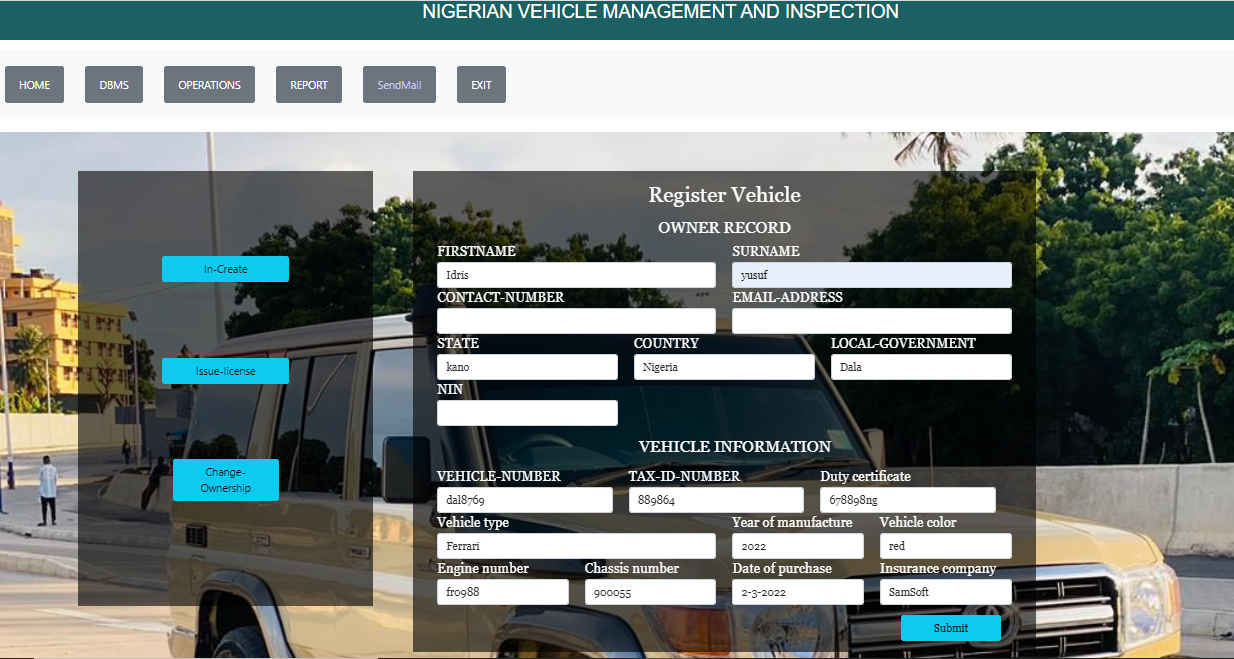 NIGERIAN VEHICLE MANAGEMENT AND INSPECTION
HOME DBMS OPERATIONS REPORT SendMail EXIT
In-Create
Issue-license
Change-
Ownership
Register Vehicle
OWNER RECORD
FIRSTNAME SURNAME
Idris yusuf
CONTACT-NUMBER EMAIL-ADDRESS
STATE COUNTRY LOCAL-GOVERNMENT
kano Nigeria Dala
NIN
VEHICLE INFORMATION
VEHICLE-NUMBER TAX-ID-NUMBER Duty certificate
dal8769 889864 678898ng
Vehicle type Year of manufacture Vehicle color
Ferrari 2022 red
Engine number Chassis number Date of purchase Insurance company
fro988 900055 2-3-2022 SamSoft
Submit